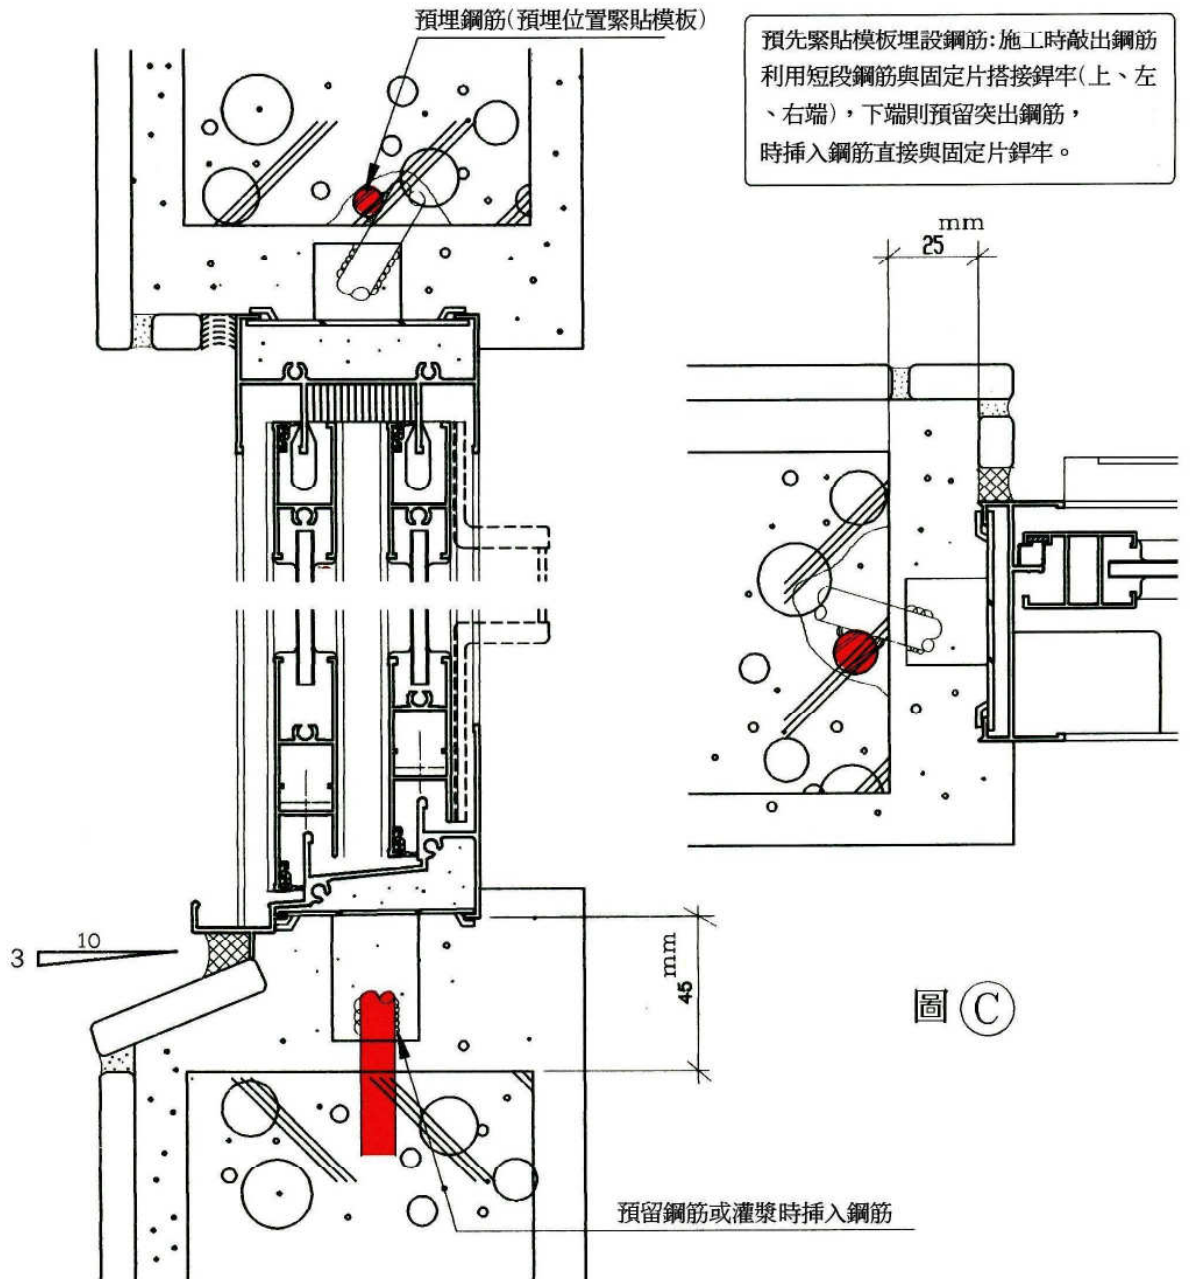 預埋鋼筋(預埋位置緊貼模板)
預先緊貼模板埋設鋼筋:施工時敲出鋼筋
利用短段鋼筋與固定片搭接銲牢(上、左
、右端),下端則預留突出鋼筋,
時挿入鋼筋直接與固定片銲牢。
mm
25
10
3
mm
45
圖 C
預留鋼筋或灌漿時挿入鋼筋